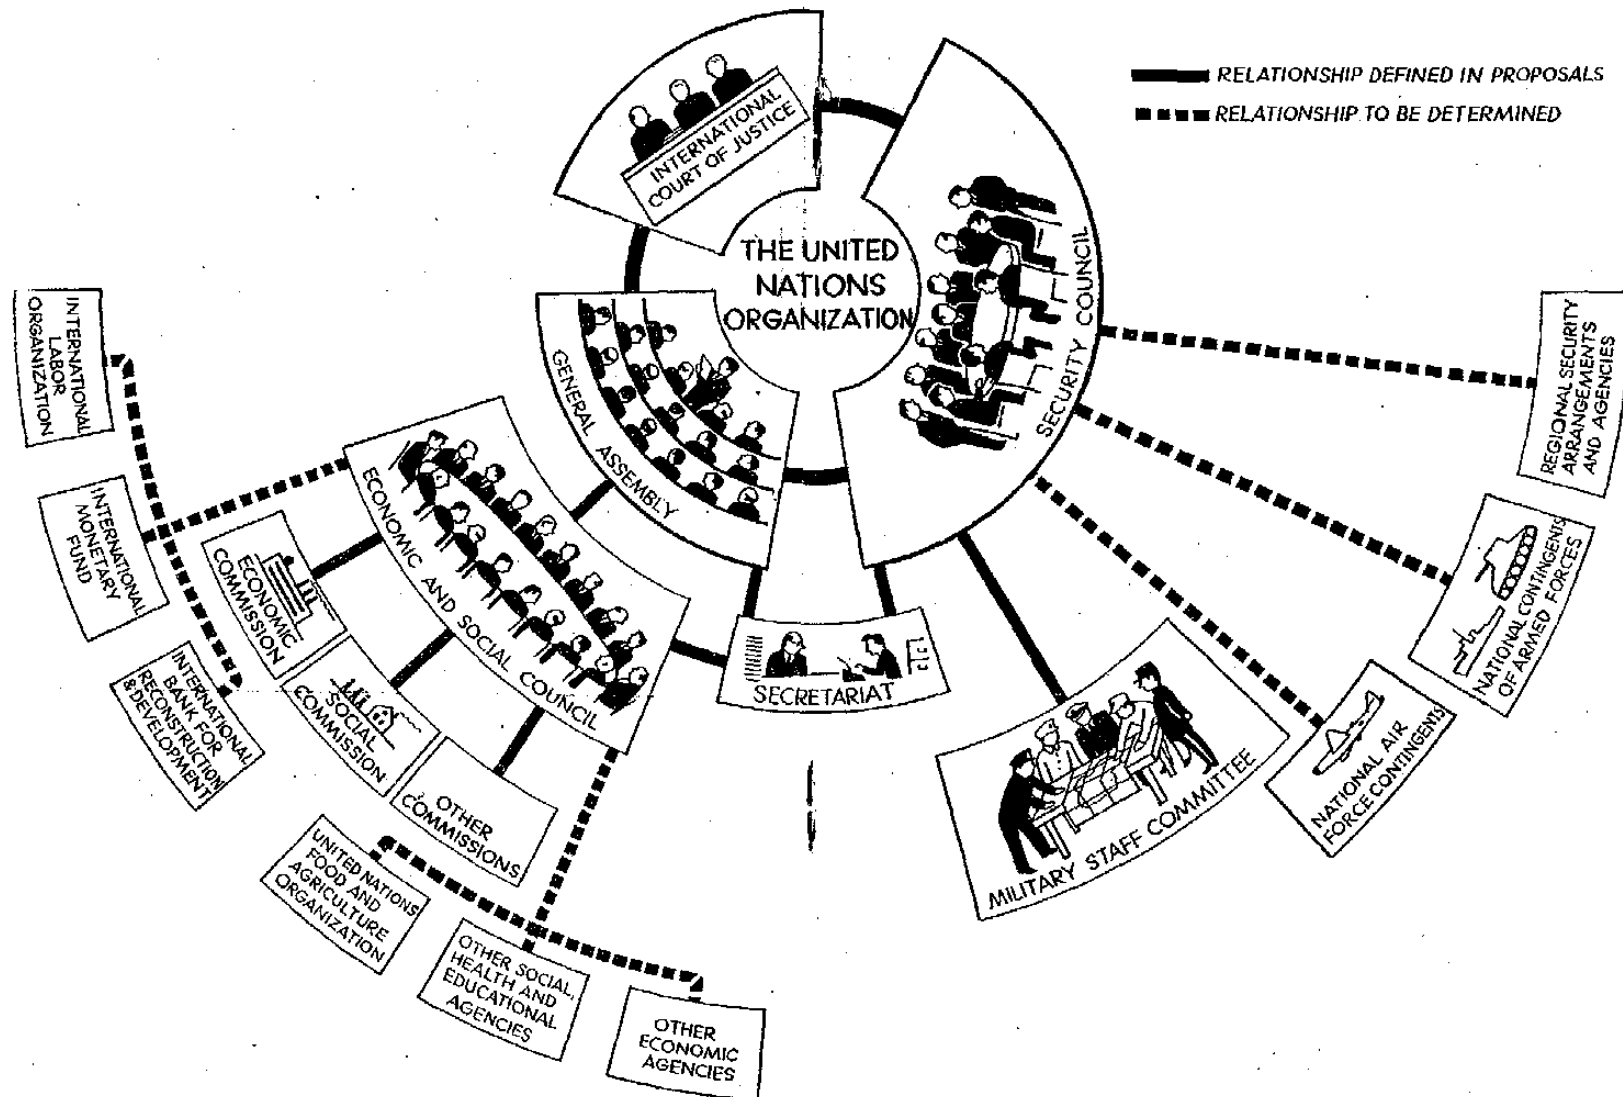 RELATIONSHIP DEFINED IN PROPOSALS
RELATIONSHIP TO BE DETERMINED
INTERNATIONAL
COURT OF JUSTICE
THE UNITED
NATIONS
ORGANIZATION
SECURITY COUNCIL
GENERAL ASSEMBLY
ECONOMIC AND SOCIAL COUNCIL
SECRETARIAT
MILITARY STAFF COMMITTEE
REGIONAL SECURITY
ARRANGEMENTS
AND AGENCIES
NATIONAL CONTINGENTS
OF ARMED FORCES
NATIONAL AIR
FORCE CONTINGENTS
INTERNATIONAL
LABOR
ORGANIZATION
INTERNATIONAL
MONETARY
FUND
INTERNATIONAL
BANK FOR
RECONSTRUCTION
& DEVELOPMENT
ECONOMIC
COMMISSION
SOCIAL
COMMISSION
OTHER
COMMISSIONS
UNITED NATIONS
FOOD AND
AGRICULTURE
ORGANIZATION
OTHER SOCIAL,
HEALTH AND
EDUCATIONAL
AGENCIES
OTHER
ECONOMIC
AGENCIES